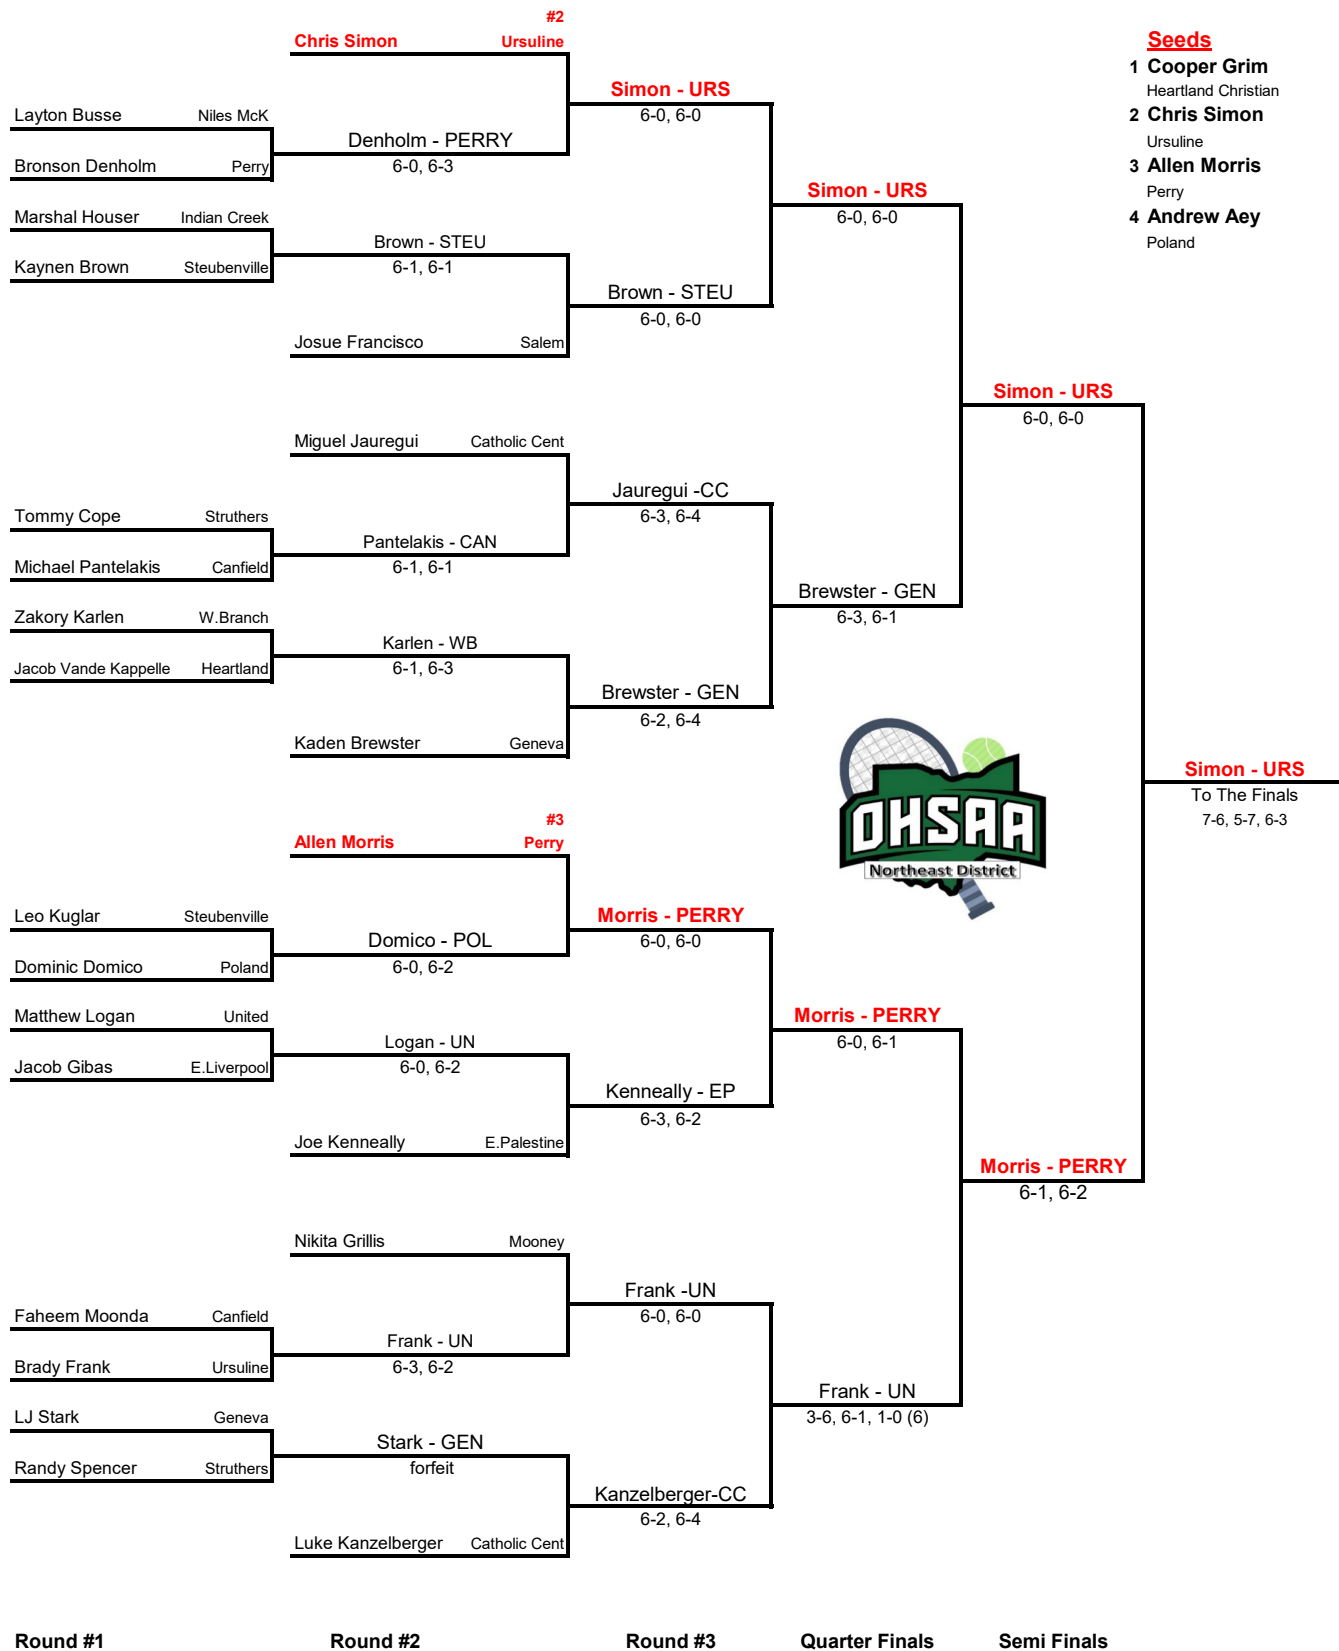 #2
Chris Simon Ursuline
Seeds
1 Cooper Grim
Heartland Christian
2 Chris Simon
Ursuline
3 Allen Morris
Perry
4 Andrew Aey
Poland
Simon - URS
6-0, 6-0
Layton Busse Niles McK
Denholm - PERRY
6-0, 6-3
Bronson Denholm Perry
Simon - URS
6-0, 6-0
Marshal Houser Indian Creek
Brown - STEU
6-1, 6-1
Kaynen Brown Steubenville
Brown - STEU
6-0, 6-0
Josue Francisco Salem
Simon - URS
6-0, 6-0
Miguel Jauregui Catholic Cent
Jauregui -CC
6-3, 6-4
Tommy Cope Struthers
Pantelakis - CAN
6-1, 6-1
Michael Pantelakis Canfield
Brewster - GEN
6-3, 6-1
Zakory Karlen W.Branch
Karlen - WB
6-1, 6-3
Jacob Vande Kappelle Heartland
Brewster - GEN
6-2, 6-4
Kaden Brewster Geneva
OHSAA
Northeast District
Simon - URS
To The Finals
7-6, 5-7, 6-3
#3
Allen Morris Perry
Morris - PERRY
6-0, 6-0
Leo Kuglar Steubenville
Domico - POL
6-0, 6-2
Dominic Domico Poland
Morris - PERRY
6-0, 6-1
Matthew Logan United
Logan - UN
6-0, 6-2
Jacob Gibas E.Liverpool
Kenneally - EP
6-3, 6-2
Joe Kenneally E.Palestine
Morris - PERRY
6-1, 6-2
Nikita Grillis Mooney
Frank -UN
6-0, 6-0
Faheem Moonda Canfield
Frank - UN
6-3, 6-2
Brady Frank Ursuline
Frank - UN
3-6, 6-1, 1-0 (6)
LJ Stark Geneva
Stark - GEN
forfeit
Randy Spencer Struthers
Kanzelberger-CC
6-2, 6-4
Luke Kanzelberger Catholic Cent
Round #1 Round #2 Round #3 Quarter Finals Semi Finals